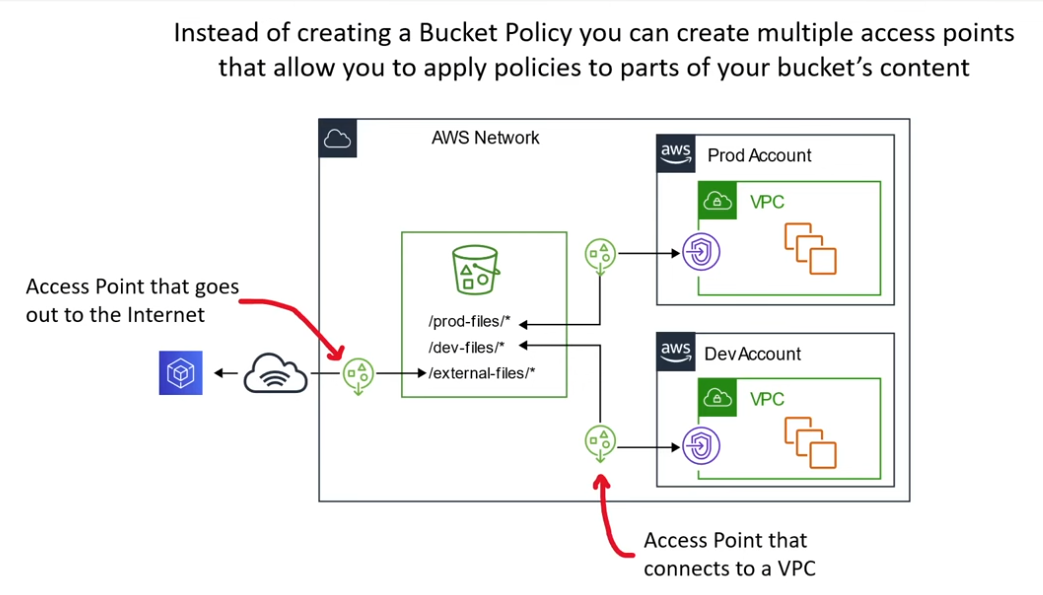 Instead of creating a Bucket Policy you can create multiple access points
that allow you to apply policies to parts of your bucket's content
AWS Network
aws
Prod Account
VPC
Access Point that goes
out to the Internet
/prod-files/*
/dev-files/*
/external-files/*
aws
DevAccount
VPC
Access Point that
connects to a VPC